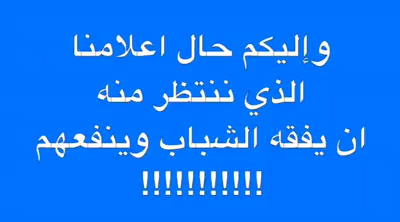 وإليكم حال اعلامنا
الذي ننتظر منه
ان يفقه الشباب وينفعهم
!!!!!!!!!!!